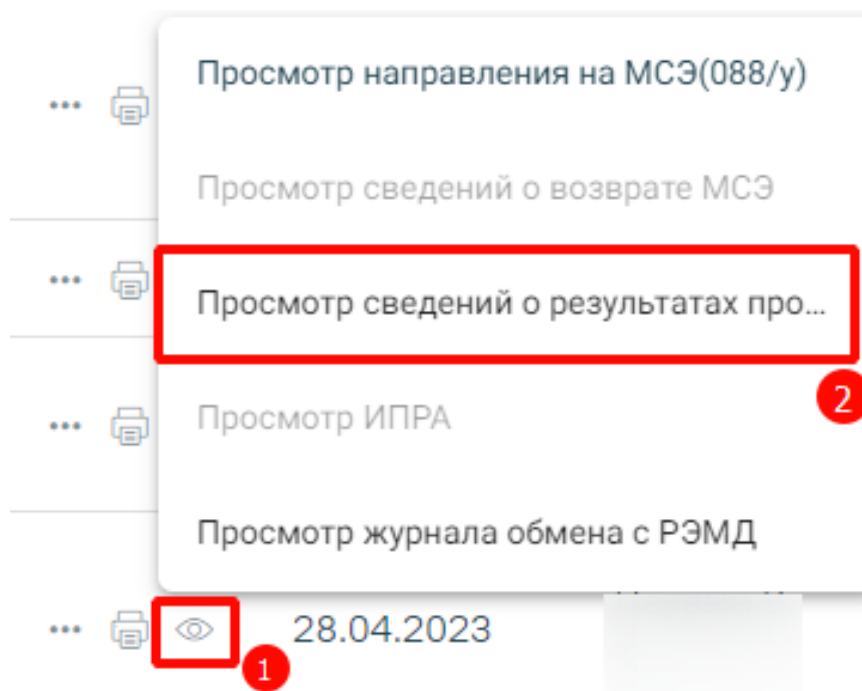 Просмотр направления на МСЭ(088/у)
Просмотр сведений о возврате МСЭ
Просмотр сведений о результатах про...
2
Просмотр ИПРА
Просмотр журнала обмена с РЭМД
28.04.2023
1